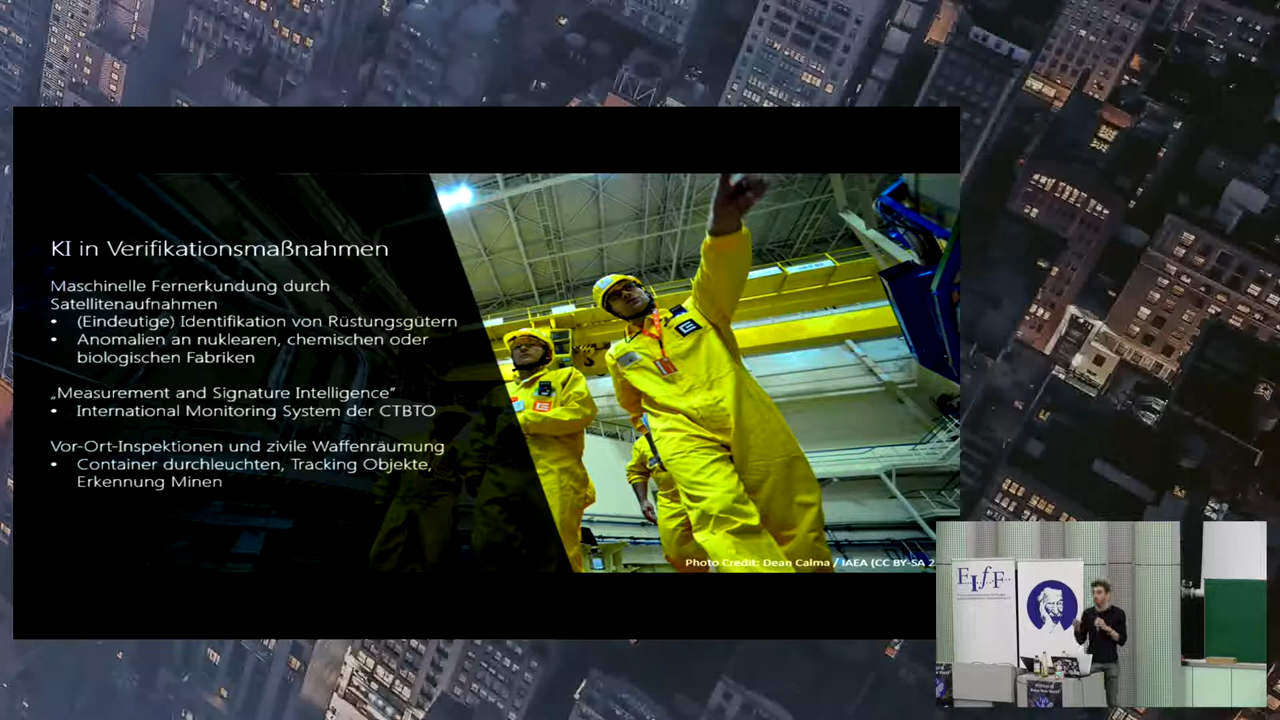 KI in Verifikationsmaßnahmen
Maschinelle Fernerkundung durch
Satellitenaufnahmen
• (Eindeutige) Identifikation von Rüstungsgütern
• Anomalien an nuklearen, chemischen oder
biologischen Fabriken
„Measurement and Signature Intelligence“
• International Monitoring System der CTBTO
Vor-Ort-Inspektionen und zivile Waffenräumung
• Container durchleuchten, Tracking Objekte,
Erkennung Minen
Photo Credit: Dean Calma / IAEA (CC BY-SA 2
F..I.f.F..